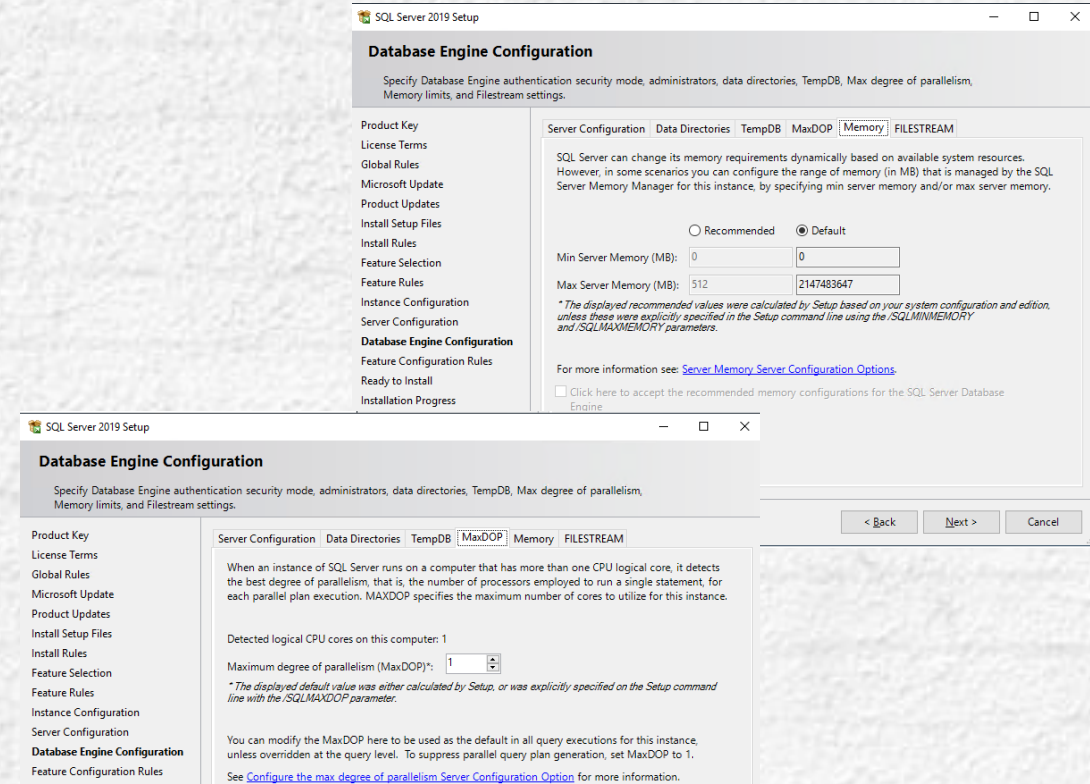 SQL Server 2019 Setup
Database Engine Configuration
Specify Database Engine authentication security mode, administrators, data directories, TempDB, Max degree of parallelism,
Memory limits, and Filestream settings.
Product Key
License Terms
Global Rules
Microsoft Update
Product Updates
Install Setup Files
Install Rules
Feature Selection
Feature Rules
Instance Configuration
Server Configuration
Database Engine Configuration
Feature Configuration Rules
Ready to Install
Installation Progress
Server Configuration Data Directories TempDB MaxDOP Memory FILESTREAM
SQL Server can change its memory requirements dynamically based on available system resources.
However, in some scenarios you can configure the range of memory (in MB) that is managed by the SQL
Server Memory Manager for this instance, by specifying min server memory and/or max server memory.
Recommended Default
Min Server Memory (MB): 0 0
Max Server Memory (MB): 512 2147483647
* The displayed recommended values were calculated by Setup based on your system configuration and edition,
unless these were explicitly specified in the Setup command line using the /SQLMINMEMORY
and /SQLMAXMEMORY parameters.
For more information see: Server Memory Server Configuration Options.
Click here to accept the recommended memory configurations for the SQL Server Database
Engine
< Back Next > Cancel
SQL Server 2019 Setup
Database Engine Configuration
Specify Database Engine authentication security mode, administrators, data directories, TempDB, Max degree of parallelism,
Memory limits, and Filestream settings.
Product Key
License Terms
Global Rules
Microsoft Update
Product Updates
Install Setup Files
Install Rules
Feature Selection
Feature Rules
Instance Configuration
Server Configuration
Database Engine Configuration
Feature Configuration Rules
Server Configuration Data Directories TempDB MaxDOP Memory FILESTREAM
When an instance of SQL Server runs on a computer that has more than one CPU logical core, it detects
the best degree of parallelism, that is, the number of processors employed to run a single statement, for
each parallel plan execution. MAXDOP specifies the maximum number of cores to utilize for this instance.
Detected logical CPU cores on this computer: 1
Maximum degree of parallelism (MaxDOP)*: 1
* The displayed default value was either calculated by Setup, or was explicitly specified on the Setup command
line with the /SQLMAXDOP parameter.
You can modify the MaxDOP here to be used as the default in all query executions for this instance,
unless overridden at the query level. To suppress parallel query plan generation, set MaxDOP to 1.
See Configure the max degree of parallelism Server Configuration Option for more information.